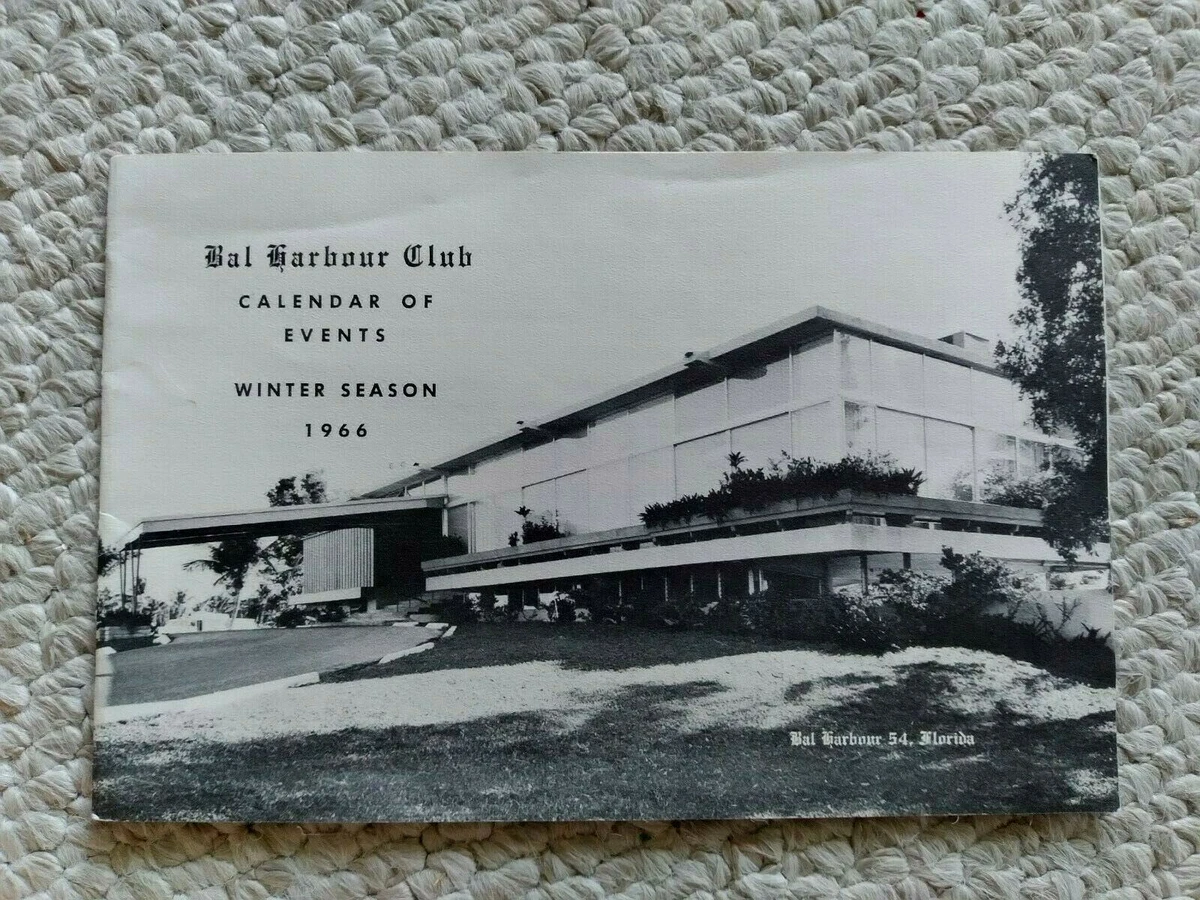 Bal Harbour Club
CALENDAR OF
EVENTS
WINTER SEASON
1966
Bal Harbour 54, Florida